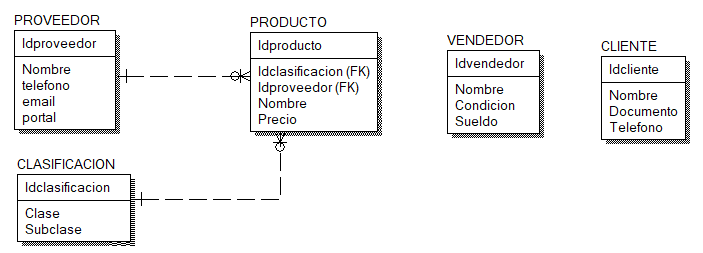 PROVEEDOR
Idproveedor
Nombre
telefono
email
portal
PRODUCTO
Idproducto
Idclasificacion (FK)
Idproveedor (FK)
Nombre
Precio
VENDEDOR
Idvendedor
Nombre
Condicion
Sueldo
CLIENTE
Idcliente
Nombre
Documento
Telefono
CLASIFICACION
Idclasificacion
Clase
Subclase